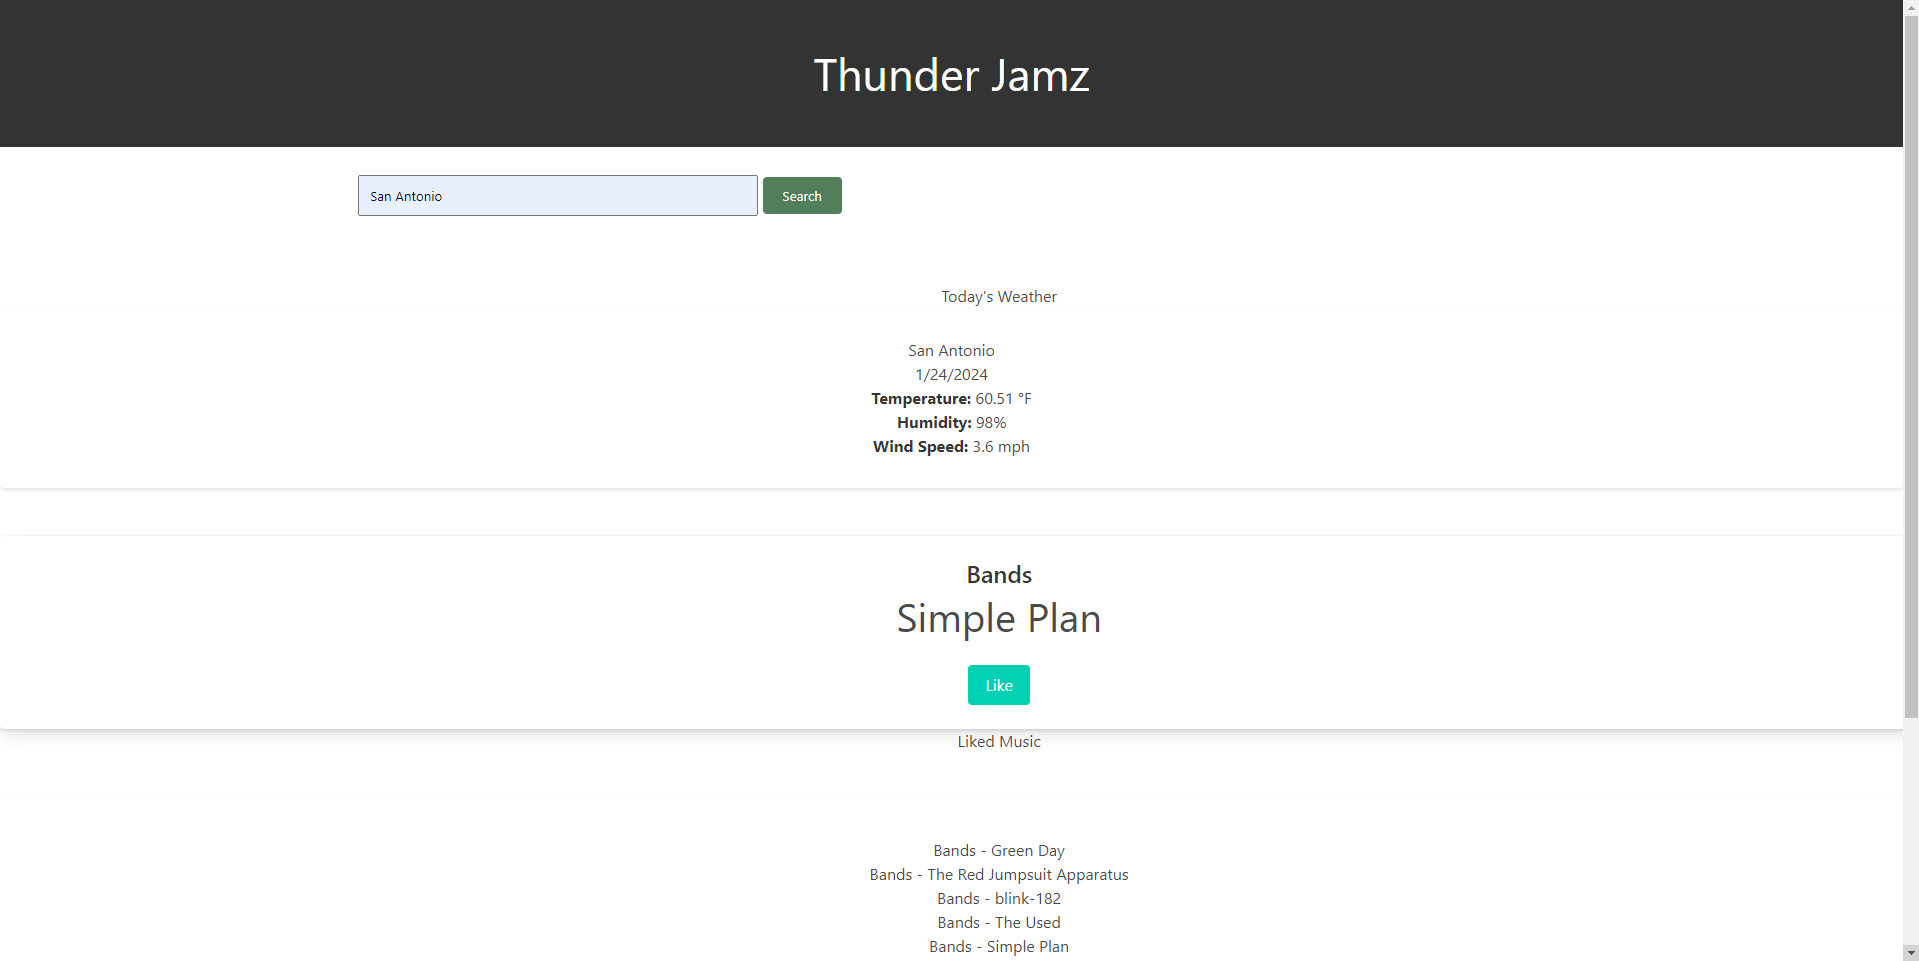 Thunder Jamz
San Antonio
Search
Today's Weather
San Antonio
1/24/2024
Temperature: 60.51 °F
Humidity: 98%
Wind Speed: 3.6 mph
Bands
Simple Plan
Like
Liked Music
Bands - Green Day
Bands - The Red Jumpsuit Apparatus
Bands - blink-182
Bands - The Used
Bands - Simple Plan